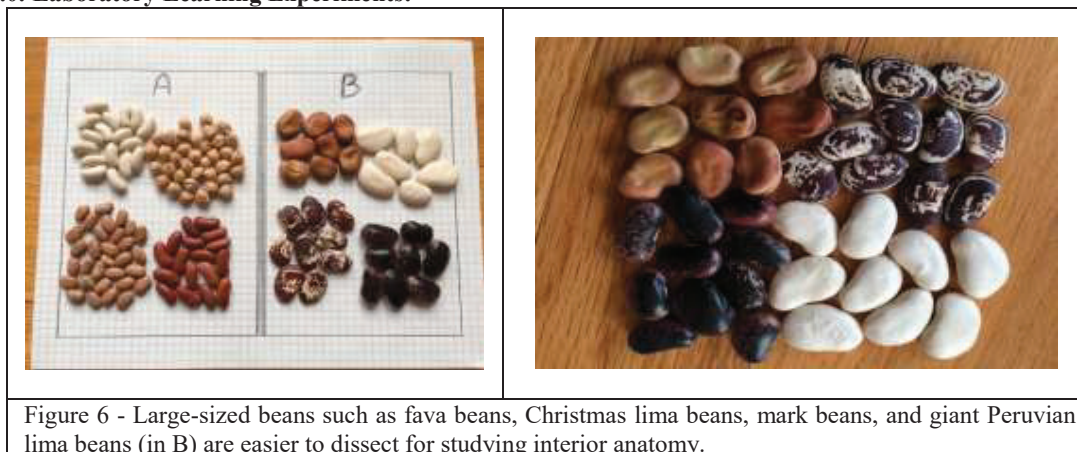 Laboratory Learning Experiments.
A
B
Figure 6 - Large-sized beans such as fava beans, Christmas lima beans, mark beans, and giant Peruvian
lima beans (in B) are easier to dissect for studying interior anatomy.